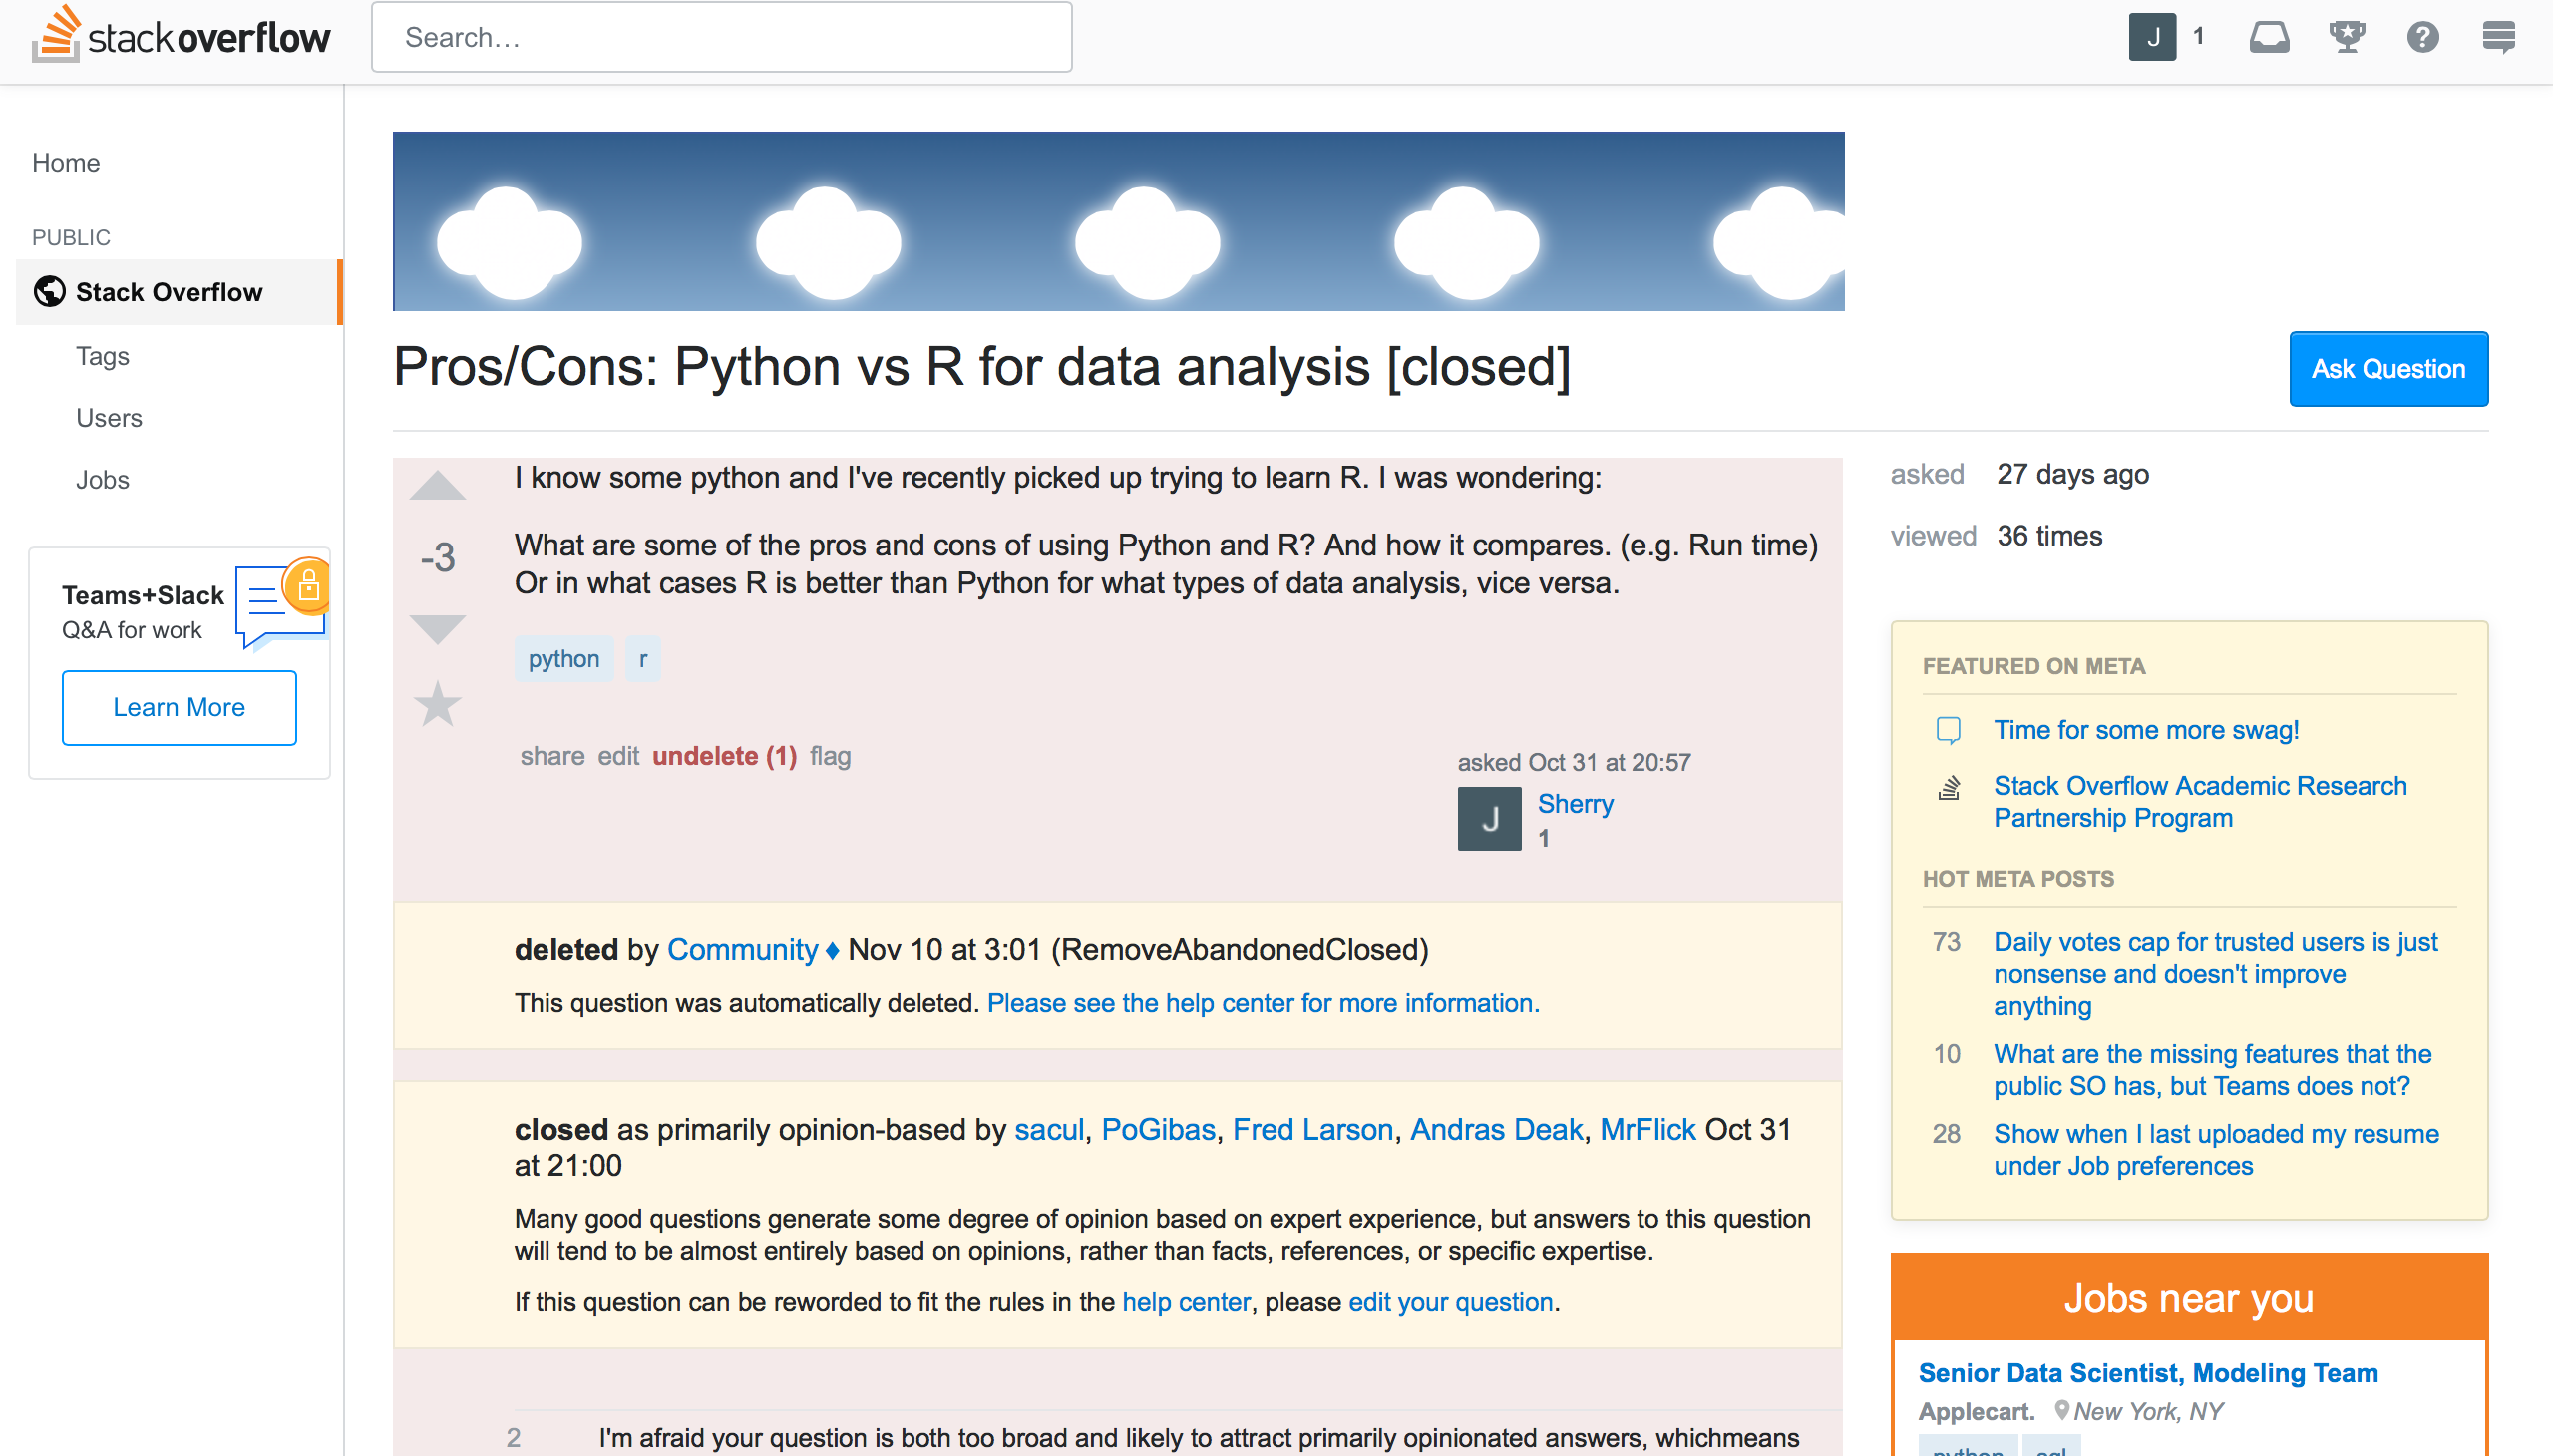 stackoverflow
Search…
J 1
Home
PUBLIC
Stack Overflow
Tags
Users
Jobs
Teams+Slack
Q&A for work
Learn More
Pros/Cons: Python vs R for data analysis [closed]
Ask Question
I know some python and I've recently picked up trying to learn R. I was wondering:
-3
What are some of the pros and cons of using Python and R? And how it compares. (e.g. Run time)
Or in what cases R is better than Python for what types of data analysis, vice versa.
python r
share edit undelete (1) flag
asked Oct 31 at 20:57
J
Sherry
1
deleted by Community ♦ Nov 10 at 3:01 (RemoveAbandonedClosed)
This question was automatically deleted. Please see the help center for more information.
closed as primarily opinion-based by sacul, PoGibas, Fred Larson, Andras Deak, MrFlick Oct 31
at 21:00
Many good questions generate some degree of opinion based on expert experience, but answers to this question
will tend to be almost entirely based on opinions, rather than facts, references, or specific expertise.
If this question can be reworded to fit the rules in the help center, please edit your question.
2 I'm afraid your question is both too broad and likely to attract primarily opinionated answers, whichmeans
asked 27 days ago
viewed 36 times
FEATURED ON META
Time for some more swag!
Stack Overflow Academic Research
Partnership Program
HOT META POSTS
73 Daily votes cap for trusted users is just
nonsense and doesn't improve
anything
10 What are the missing features that the
public SO has, but Teams does not?
28 Show when I last uploaded my resume
under Job preferences
Jobs near you
Senior Data Scientist, Modeling Team
Applecart. New York, NY
python sql